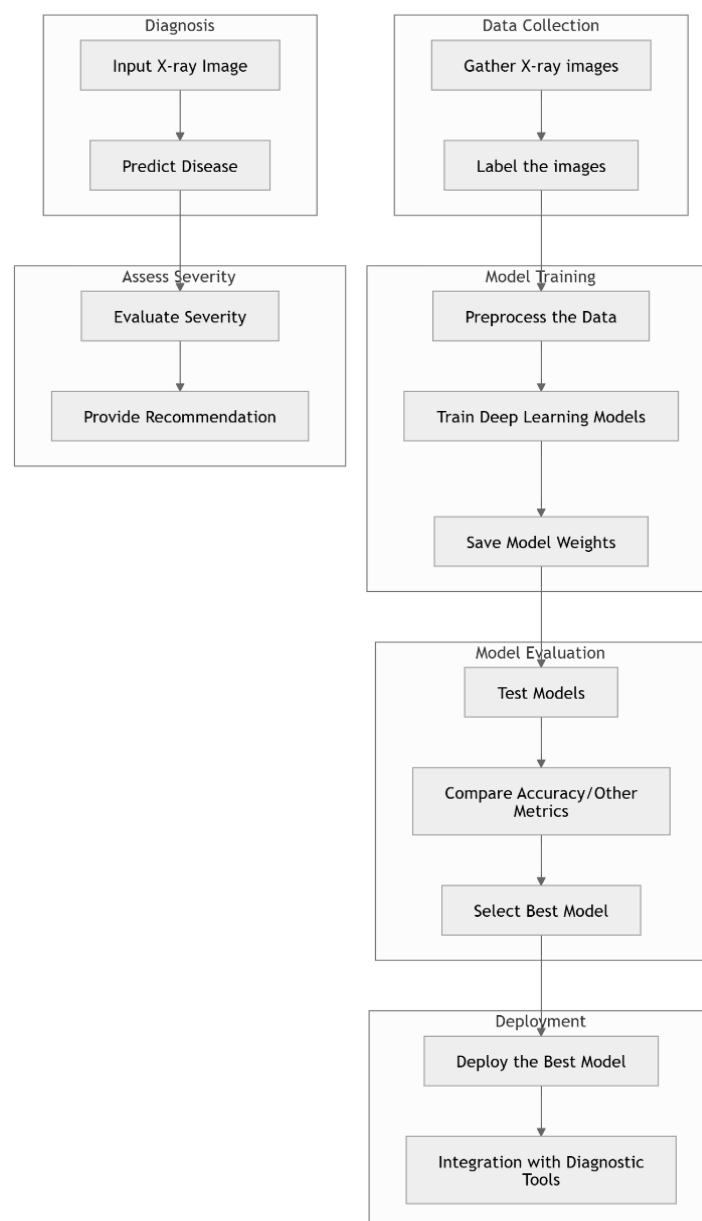 Diagnosis
Input X-ray Image
Predict Disease
Assess Severity
Evaluate Severity
Provide Recommendation
Data Collection
Gather X-ray images
Label the images
Model Training
Preprocess the Data
Train Deep Learning Models
Save Model Weights
Model Evaluation
Test Models
Compare Accuracy/Other
Metrics
Select Best Model
Deployment
Deploy the Best Model
Integration with Diagnostic
Tools